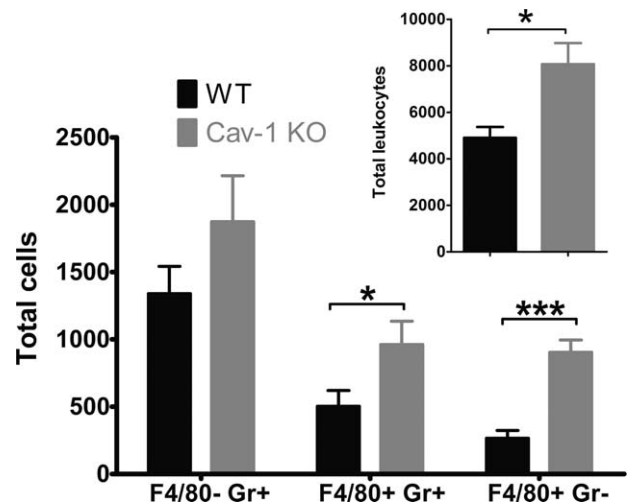 WT
Cav-1 KO
Total cells
2500
2000
1500
1000
500
0
*
***
F4/80- Gr+
F4/80+ Gr+
F4/80+ Gr-
Total leukocytes
10000
8000
6000
4000
2000
0
*